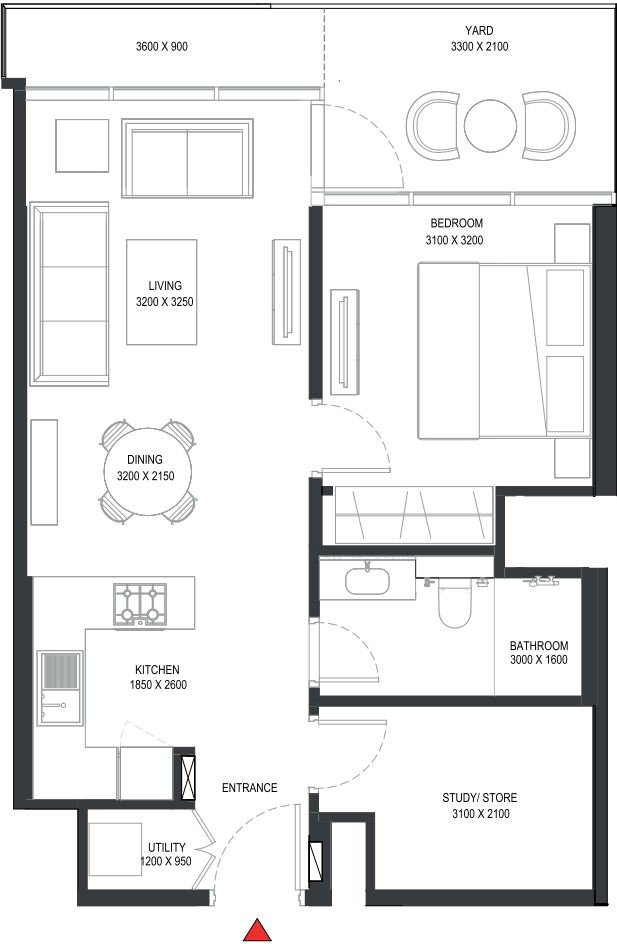 3600 X 900
YARD
3300 X 2100
BEDROOM
3100 X 3200
LIVING
3200 X 3250
DINING
3200 X 2150
KITCHEN
1850 X 2600
BATHROOM
3000 X 1600
ENTRANCE
STUDY/ STORE
3100 X 2100
UTILITY
1200 X 950